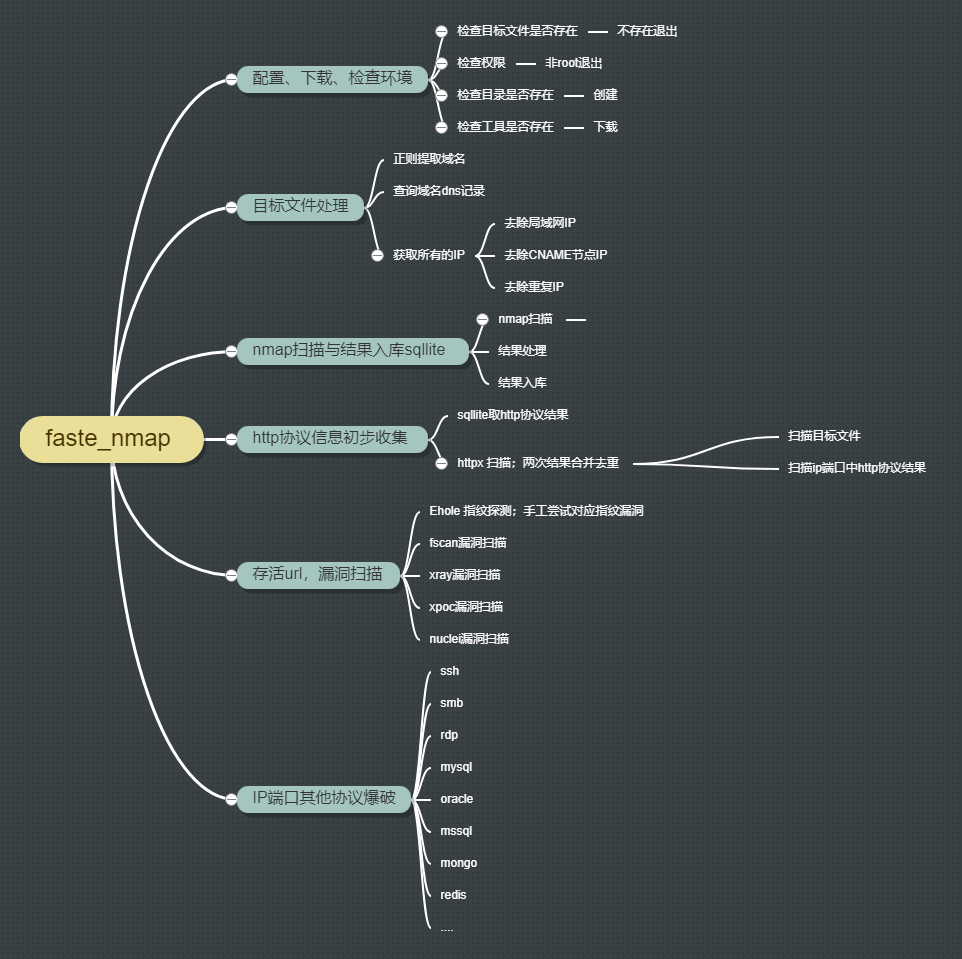 检查目标文件是否存在
不存在退出
检查权限
非root退出
配置、下载、检查环境
检查目录是否存在
创建
检查工具是否存在
下载
正则提取域名
查询域名dns记录
目标文件处理
获取所有的IP
去除局域网IP
去除CNAME节点IP
去除重复IP
nmap扫描
nmap扫描与结果入库sqllite
结果处理
结果入库
sqllite取http协议结果
faste_nmap
http协议信息初步收集
httpx 扫描；两次结果合并去重
扫描目标文件
扫描ip端口中http协议结果
Ehole 指纹探测；手工尝试对应指纹漏洞
fscan漏洞扫描
存活url，漏洞扫描
xray漏洞扫描
xpoc漏洞扫描
nuclei漏洞扫描
ssh
smb
rdp
mysql
IP端口其他协议爆破
oracle
mssql
mongo
redis
....